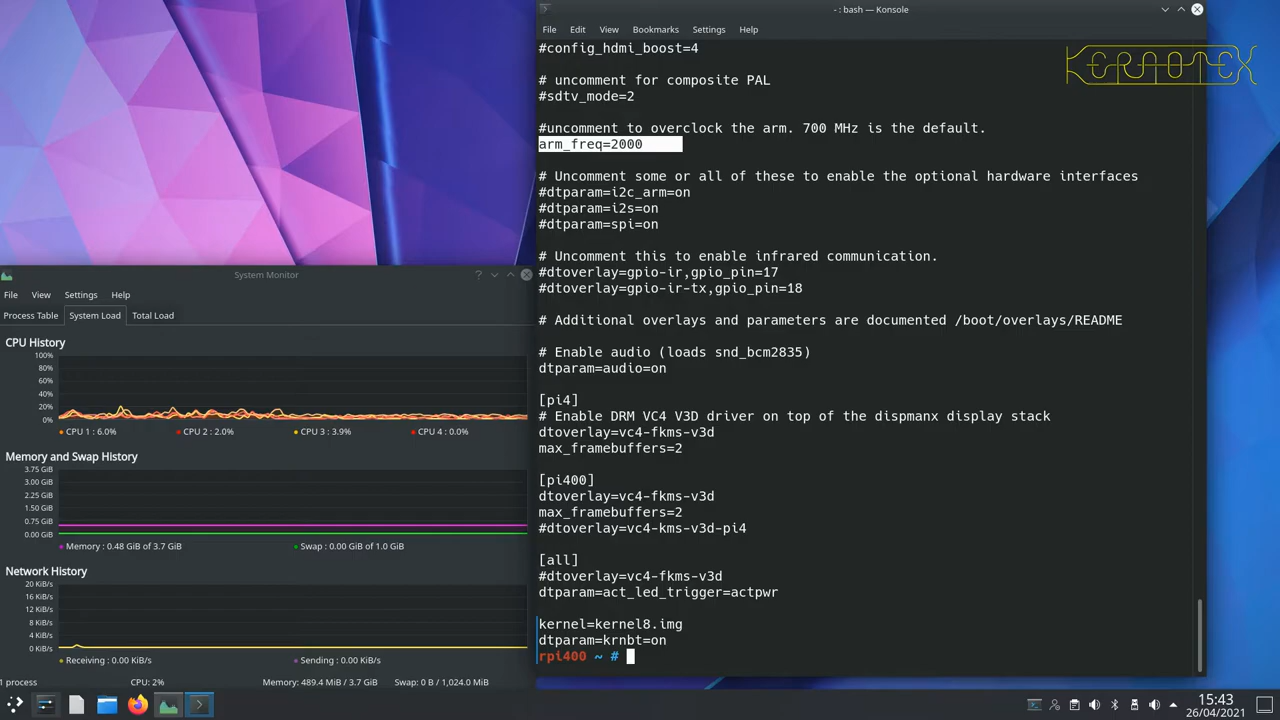 - : bash — Konsole
File Edit View Bookmarks Settings Help
#config_hdmi_boost=4
# uncomment for composite PAL
#sdtv_mode=2
#uncomment to overclock the arm. 700 MHz is the default.
arm_freq=2000
# Uncomment some or all of these to enable the optional hardware interfaces
#dtparam=i2c_arm=on
#dtparam=i2s=on
#dtparam=spi=on
# Uncomment this to enable infrared communication.
#dtoverlay=gpio-ir,gpio_pin=17
#dtoverlay=gpio-ir-tx,gpio_pin=18
# Additional overlays and parameters are documented /boot/overlays/README
# Enable audio (loads snd_bcm2835)
dtparam=audio=on
[pi4]
# Enable DRM VC4 V3D driver on top of the dispmanx display stack
dtoverlay=vc4-fkms-v3d
max_framebuffers=2
[pi400]
dtoverlay=vc4-fkms-v3d
max_framebuffers=2
#dtoverlay=vc4-kms-v3d-pi4
[all]
#dtoverlay=vc4-fkms-v3d
dtparam=act_led_trigger=actpwr
kernel=kernel8.img
dtparam=krnbt=on
rpi400 ~ #
System Monitor
File View Settings Help
Process Table System Load Total Load
CPU History
100%
80%
60%
40%
20%
0%
CPU 1 : 6.0% CPU 2 : 2.0% CPU 3 : 3.9% CPU 4 : 0.0%
Memory and Swap History
3.75 GiB
3.00 GiB
2.25 GiB
1.50 GiB
0.75 GiB
0.00 GiB
Memory : 0.48 GiB of 3.7 GiB Swap : 0.00 GiB of 1.0 GiB
Network History
20 KiB/s
16 KiB/s
12 KiB/s
8 KiB/s
4 KiB/s
0 KiB/s
Receiving : 0.00 KiB/s Sending : 0.00 KiB/s
1 process CPU: 2% Memory: 489.4 MiB / 3.7 GiB Swap: 0 B / 1,024.0 MiB
15:43
26/04/2021